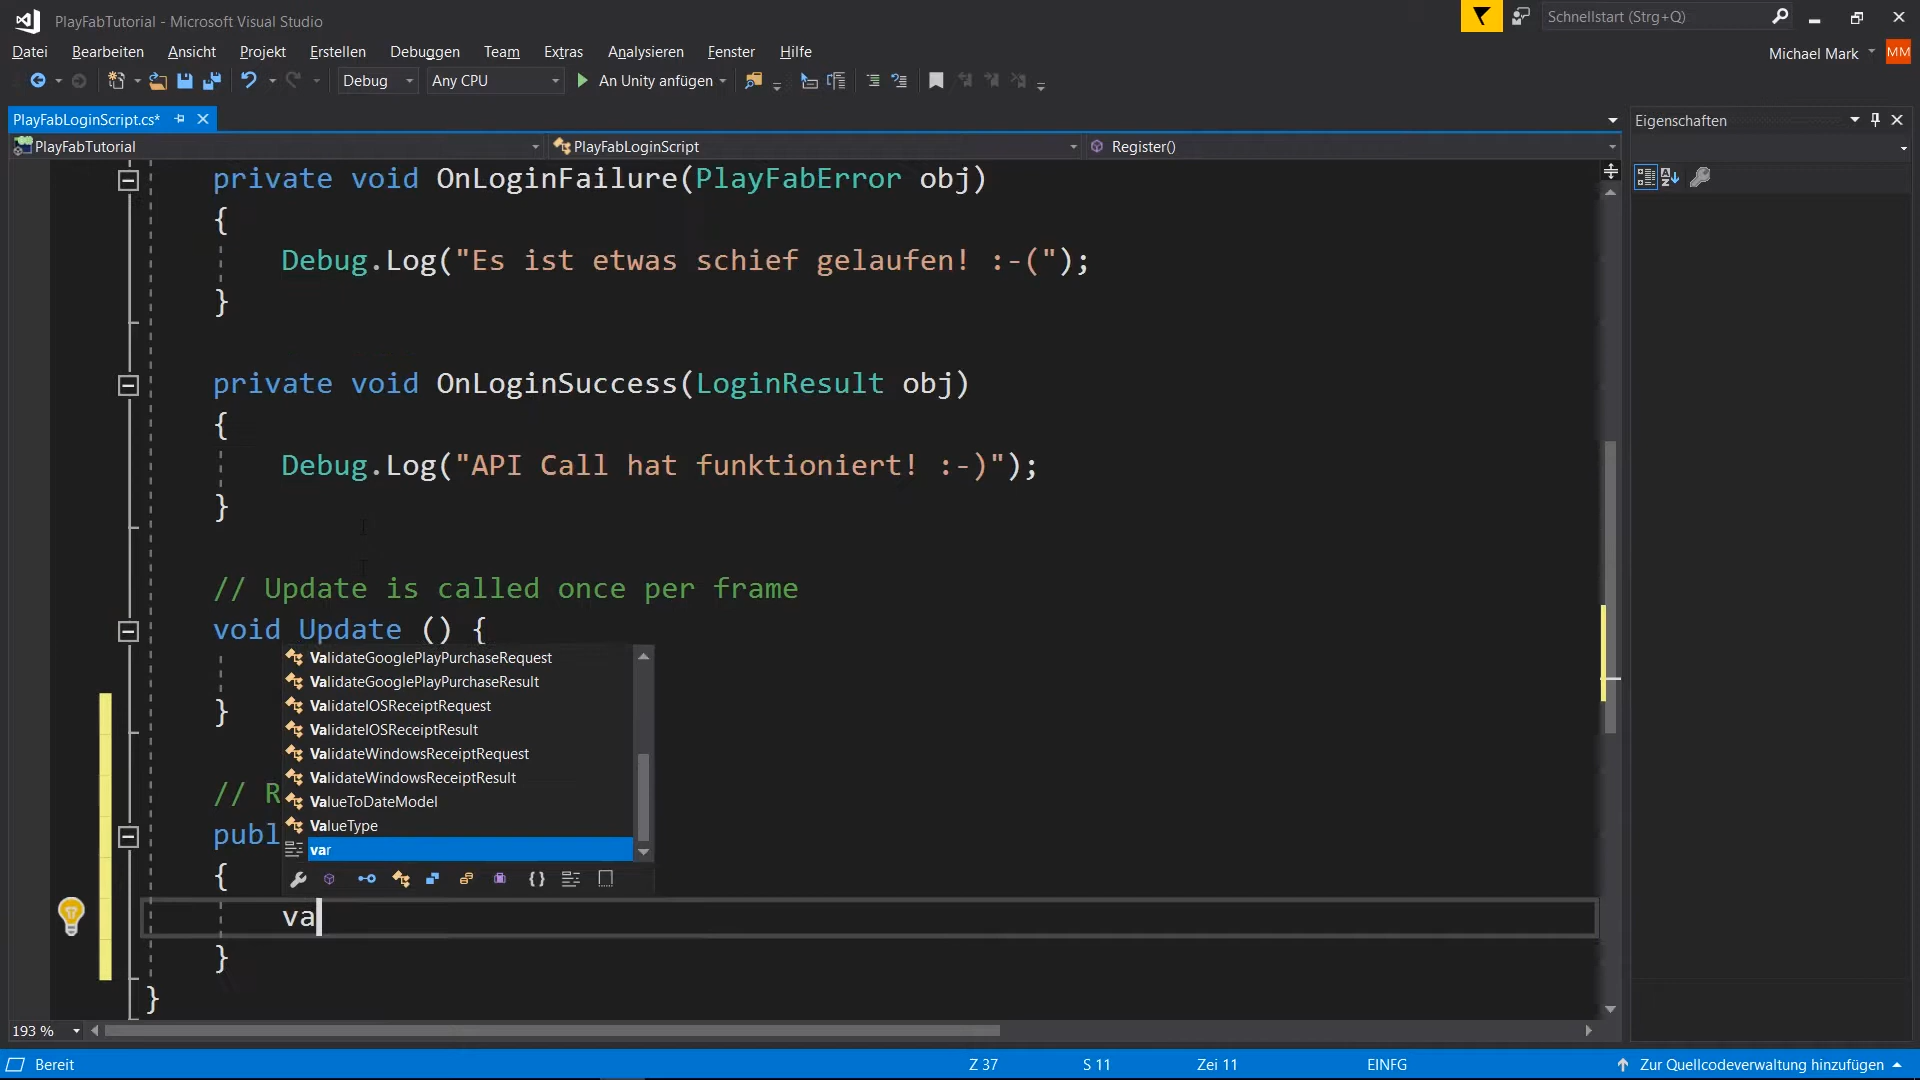 PlayFabTutorial - Microsoft Visual Studio
Schnellstart (Strg+Q)
Datei Bearbeiten Ansicht Projekt Erstellen Debuggen Team Extras Analysieren Fenster Hilfe
Michael Mark MM
Debug Any CPU An Unity anfügen
PlayFabLoginScript.cs*
Eigenschaften
PlayFabTutorial PlayFabLoginScript Register()
private void OnLoginFailure(PlayFabError obj)
{
Debug.Log("Es ist etwas schief gelaufen! :-(");
}
private void OnLoginSuccess(LoginResult obj)
{
Debug.Log("API Call hat funktioniert! :-)");
}
// Update is called once per frame
void Update () {
ValidateGooglePlayPurchaseRequest
ValidateGooglePlayPurchaseResult
ValidateIOSReceiptRequest
}
ValidateIOSReceiptResult
ValidateWindowsReceiptRequest
ValidateWindowsReceiptResult
// R
ValueToDateModel
ValueType
publ
var
{
va
}
}
193 %
Bereit Z 37 S 11 Zei 11 EINFG Zur Quellcodeverwaltung hinzufügen